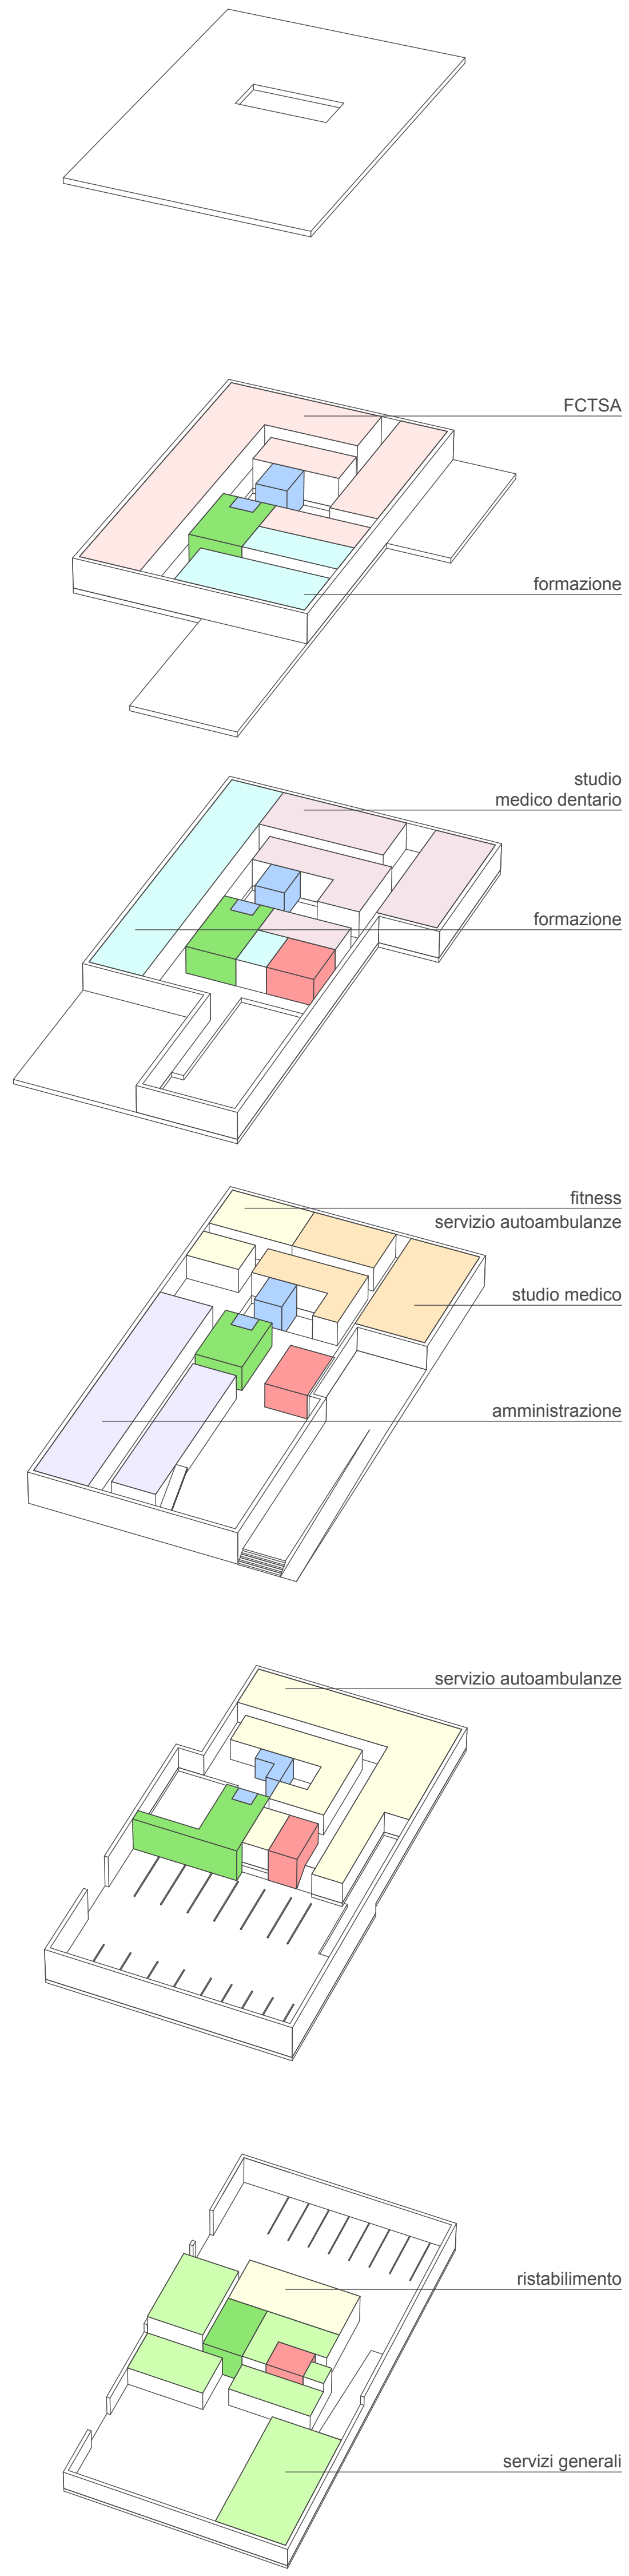 FCTSA
formazione
studio
medico dentario
formazione
fitness
servizio autoambulanze
studio medico
amministrazione
servizio autoambulanze
ristabilimento
servizi generali